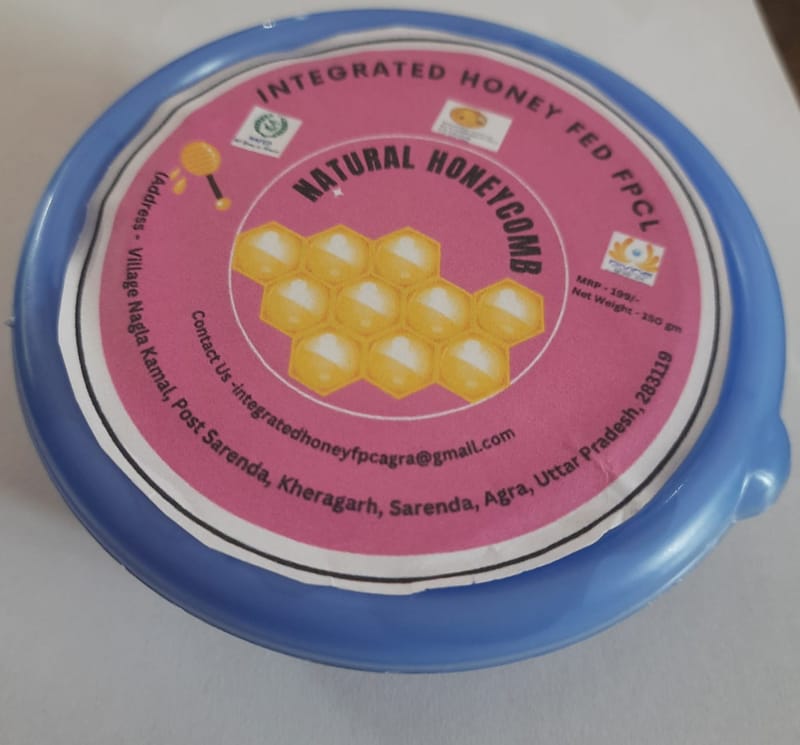 INTEGRATED HONEY FED FPCL
NAFED
NATURAL HONEYCOMB
MRP - 199/-
Net Weight - 150 gm
Contact Us -integratedhoneyfpcagra@gmail.com
(Address - Village Nagla Kamal, Post Sarenda, Kheragarh, Sarenda, Agra, Uttar Pradesh, 283119